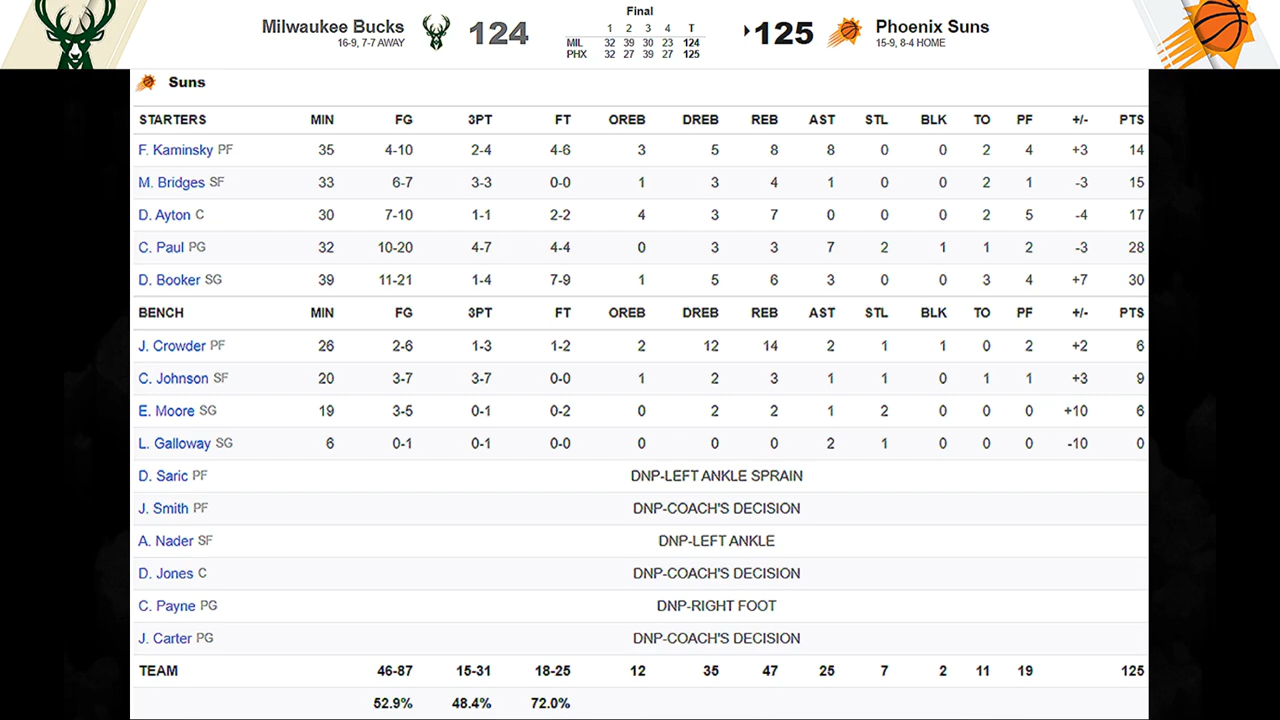 Final
Milwaukee Bucks 124 125 Phoenix Suns
16-9, 7-7 AWAY 15-9, 8-4 HOME
1 2 3 4 T
MIL 32 39 30 23 124
PHX 32 27 39 27 125
Suns
STARTERS MIN FG 3PT FT OREB DREB REB AST STL BLK TO PF +/- PTS
F. Kaminsky PF 35 4-10 2-4 4-6 3 5 8 8 0 0 2 4 +3 14
M. Bridges SF 33 6-7 3-3 0-0 1 3 4 1 0 0 2 1 -3 15
D. Ayton C 30 7-10 1-1 2-2 4 3 7 0 0 0 2 5 -4 17
C. Paul PG 32 10-20 4-7 4-4 0 3 3 7 2 1 1 2 -3 28
D. Booker SG 39 11-21 1-4 7-9 1 5 6 3 0 0 3 4 +7 30
BENCH MIN FG 3PT FT OREB DREB REB AST STL BLK TO PF +/- PTS
J. Crowder PF 26 2-6 1-3 1-2 2 12 14 2 1 1 0 2 +2 6
C. Johnson SF 20 3-7 3-7 0-0 1 2 3 1 1 0 1 1 +3 9
E. Moore SG 19 3-5 0-1 0-2 0 2 2 1 2 0 0 0 +10 6
L. Galloway SG 6 0-1 0-1 0-0 0 0 0 2 1 0 0 0 -10 0
D. Saric PF DNP-LEFT ANKLE SPRAIN
J. Smith PF DNP-COACH'S DECISION
A. Nader SF DNP-LEFT ANKLE
D. Jones C DNP-COACH'S DECISION
C. Payne PG DNP-RIGHT FOOT
J. Carter PG DNP-COACH'S DECISION
TEAM 46-87 15-31 18-25 12 35 47 25 7 2 11 19 125
52.9% 48.4% 72.0%